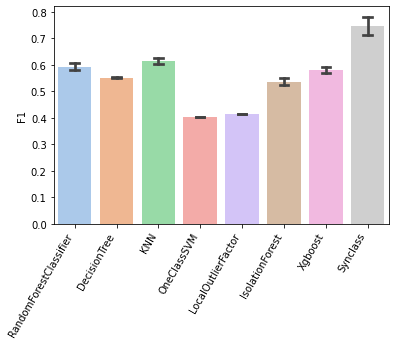 0.8
0.7
0.6
0.5
0.4
0.3
0.2
0.1
0.0
F1
RandomForestClassifier
DecisionTree
KNN
OneClassSVM
LocalOutlierFactor
IsolationForest
Xgboost
Synclass